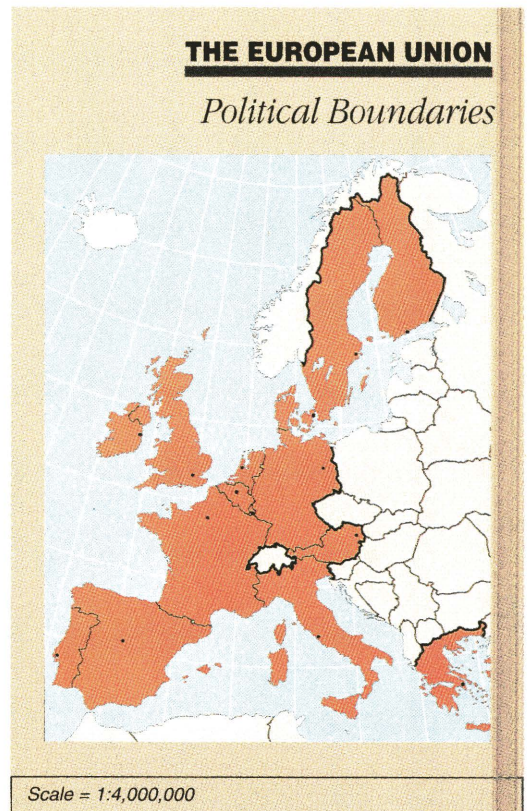 THE EUROPEAN UNION
Political Boundaries
Scale = 1:4,000,000